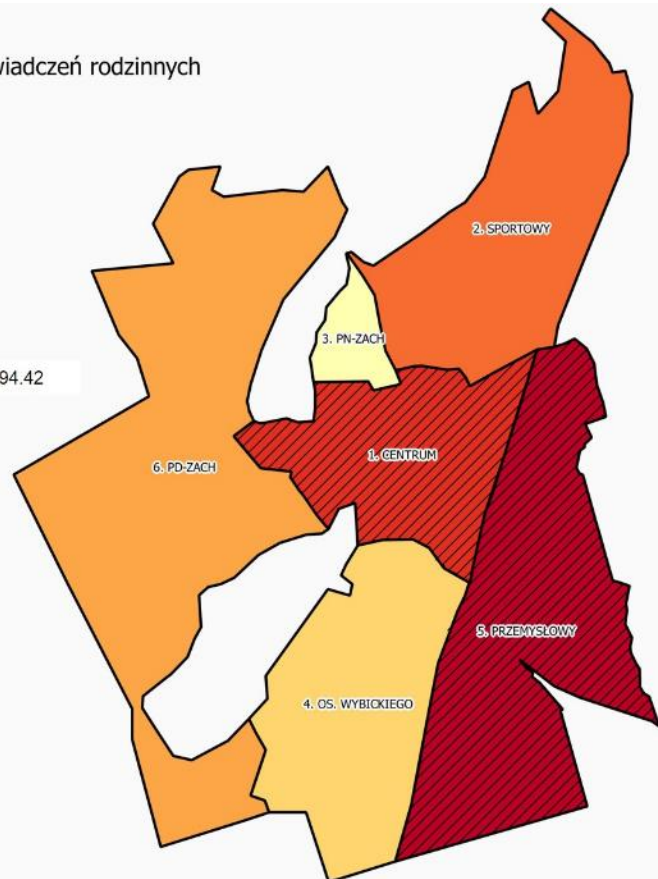 wiadczeń rodzinnych
2. SPORTOWY
3. PN-ZACH
94.42
1. CENTRUM
6. PD-ZACH
5. PRZEMYSŁOWY
4. OS. WYBICKIEGO